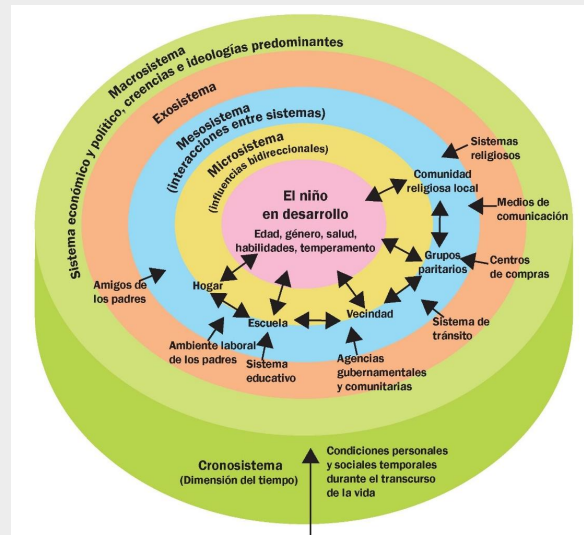 Macrosistema
Sistema económico y político, creencias e ideologías predominantes
Exosistema
Mesosistema
(interacciones entre sistemas)
Microsistema
(influencias bidireccionales)
El niño
en desarrollo
Edad, género, salud,
habilidades, temperamento
Sistemas
religiosos
Comunidad
religiosa local
Medios de
comunicación
Grupos
paritarios
Centros
de compras
Amigos de
los padres
Hogar
Escuela
Vecindad
Sistema de
tránsito
Ambiente laboral
de los padres
Sistema
educativo
Agencias
gubernamentales
y comunitarias
Cronosistema
(Dimensión del tiempo)
Condiciones personales
y sociales temporales
durante el transcurso
de la vida